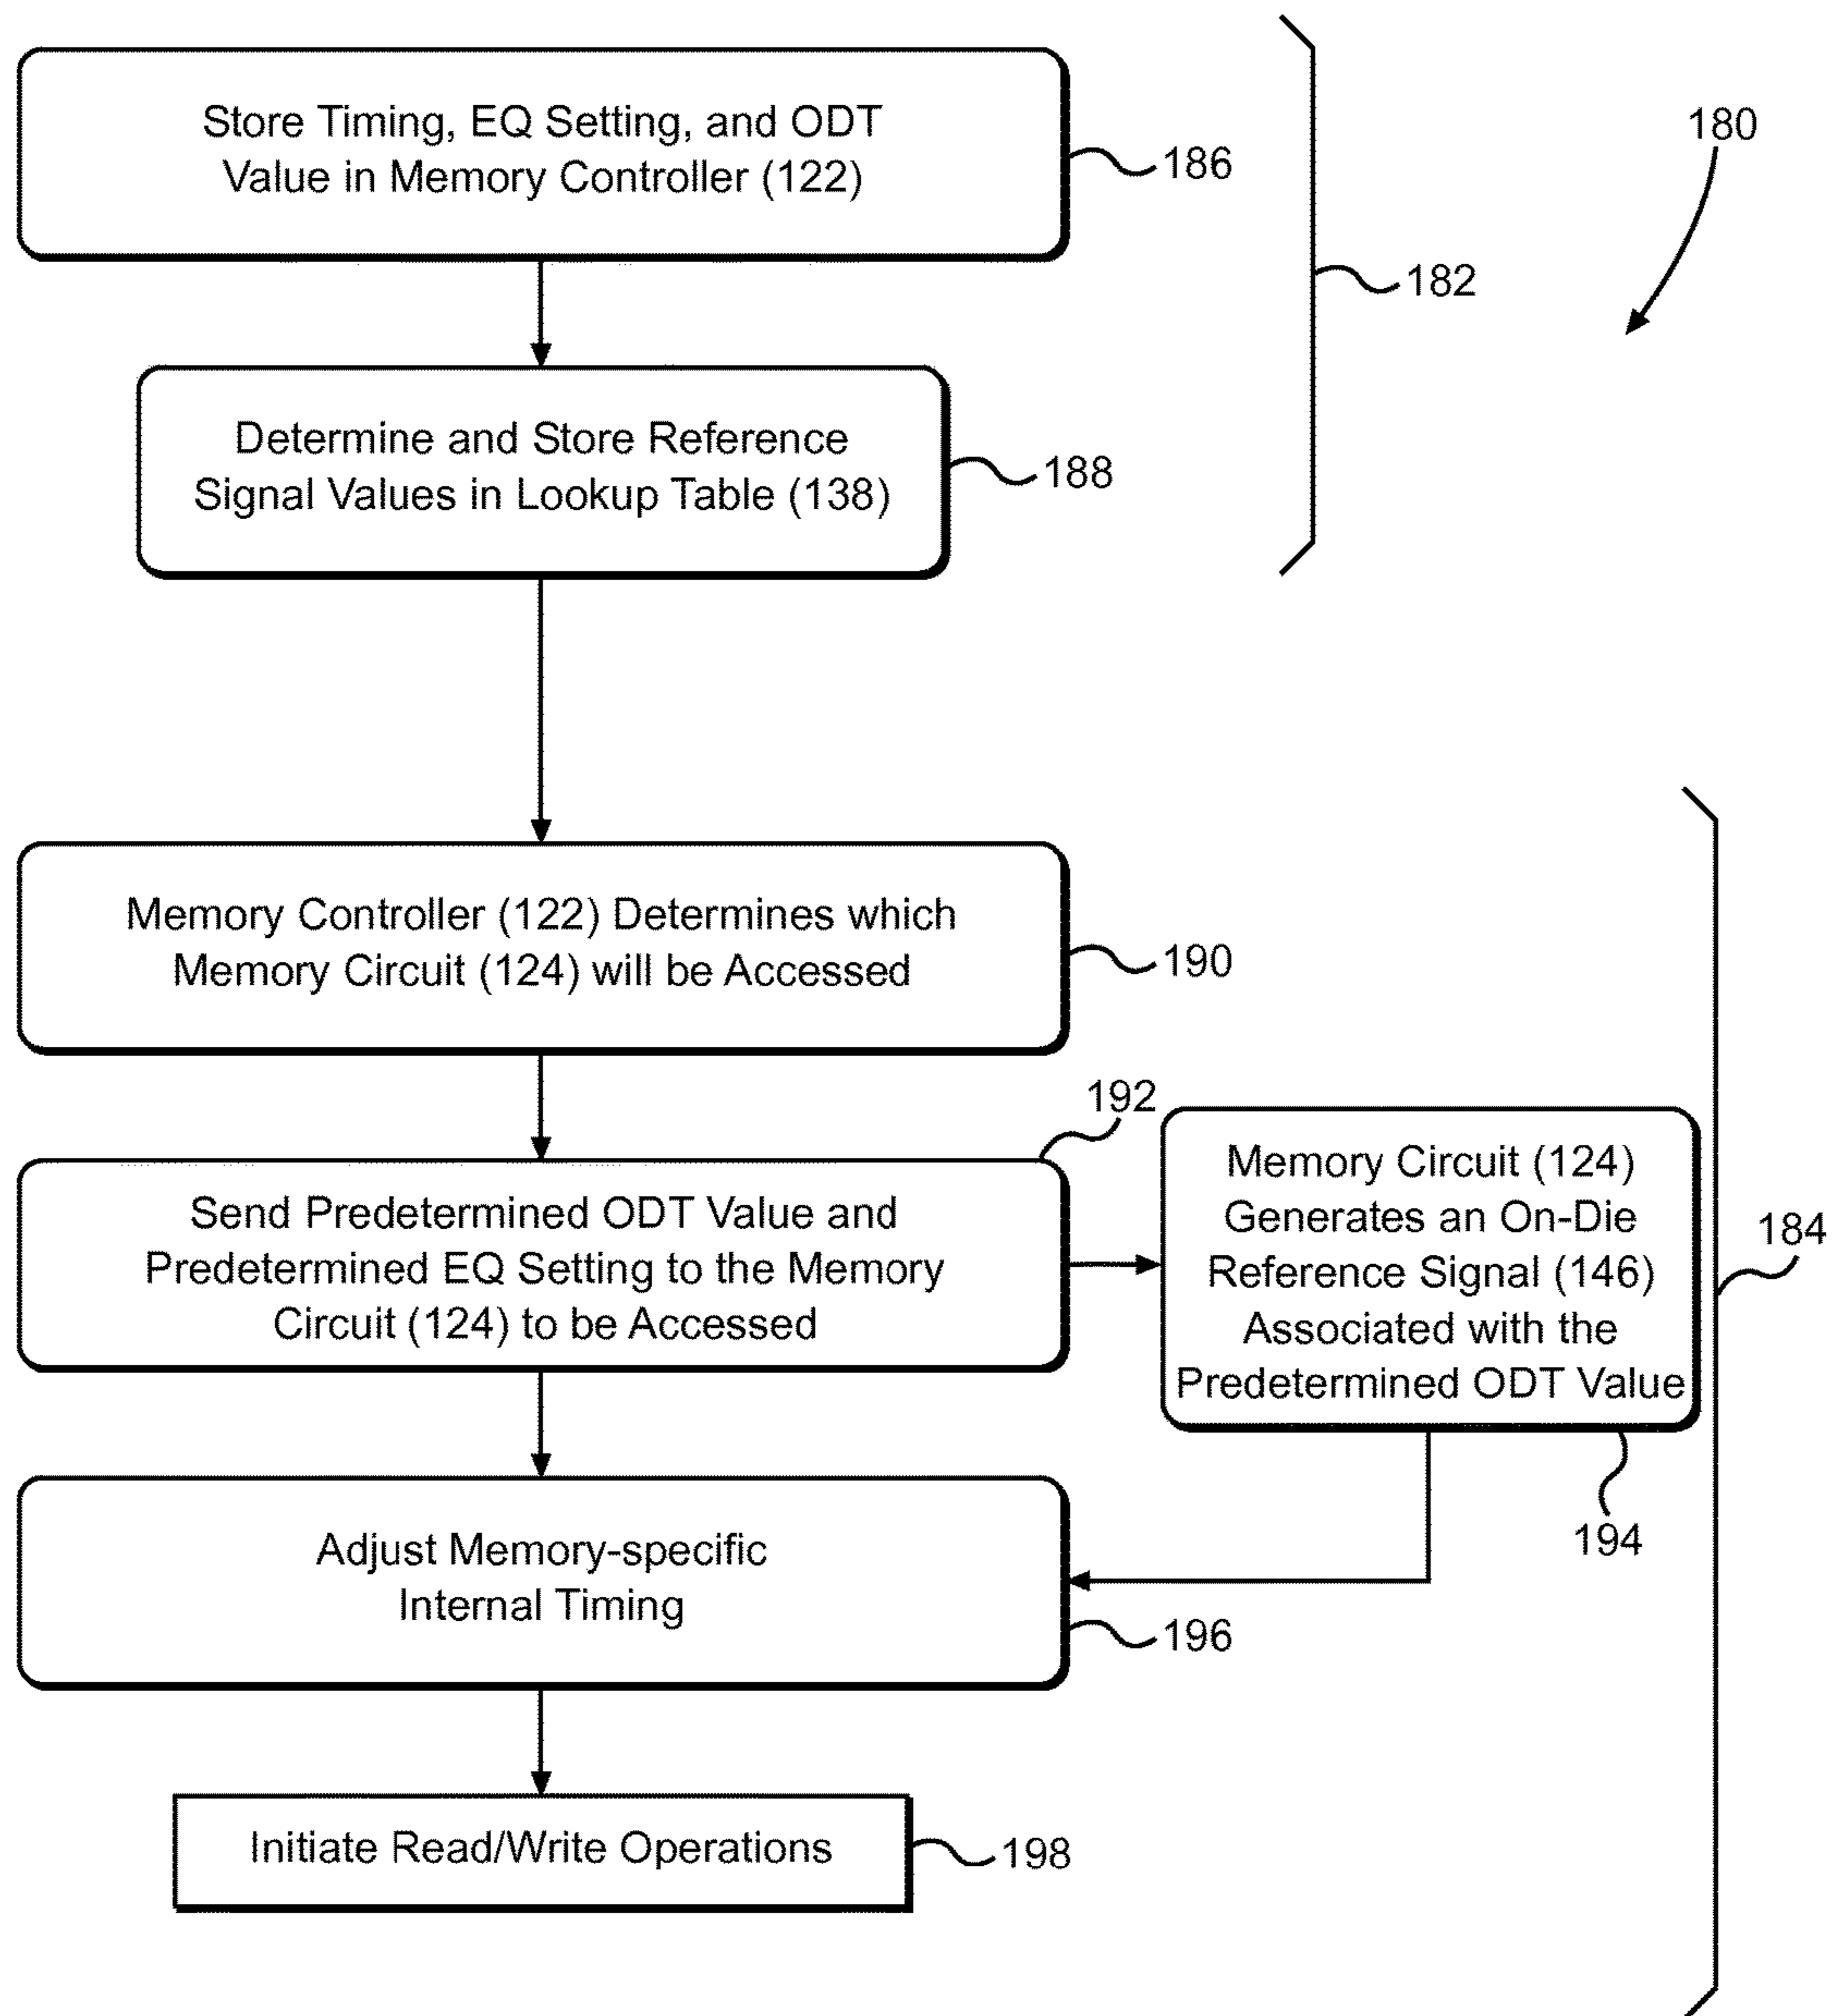 Store Timing, EQ Setting, and ODT
Value in Memory Controller (122)
186
180
182
Determine and Store Reference
Signal Values in Lookup Table (138)
188
Memory Controller (122) Determines which
Memory Circuit (124) will be Accessed
190
192
Send Predetermined ODT Value and
Predetermined EQ Setting to the Memory
Circuit (124) to be Accessed
Memory Circuit (124)
Generates an On-Die
Reference Signal (146)
Associated with the
Predetermined ODT Value
184
194
Adjust Memory-specific
Internal Timing
196
Initiate Read/Write Operations
198